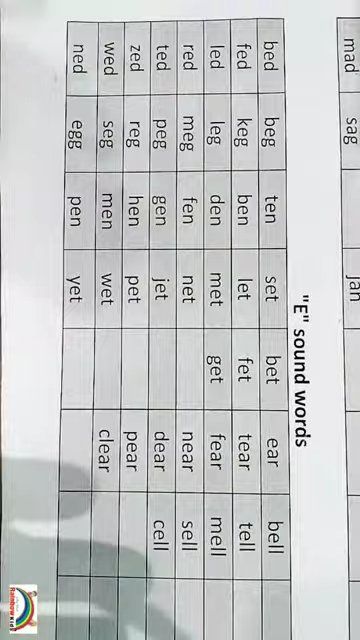 mad sag jan
"E" sound words
bed beg ten set bet ear bell
fed keg ben let fet tear tell
led leg den met get fear mell
red meg fen net near sell
ted peg gen jet dear cell
zed reg hen pet pear
wed seg men wet clear
ned egg pen yet
Rainbow Kidz